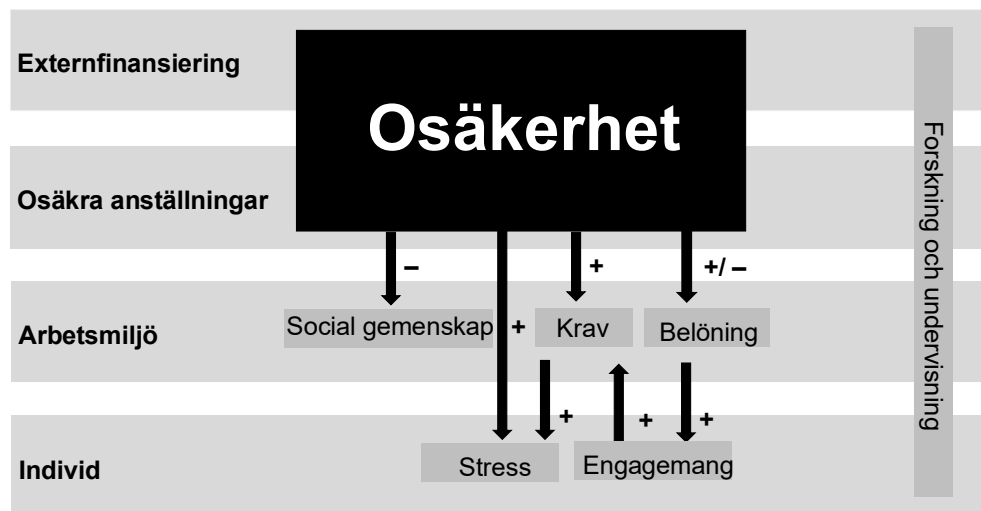 Externfinansiering
Osäkerhet
Forskning och undervisning
Osäkra anställningar
–
+
+/ –
Arbetsmiljö
Social gemenskap
+
Krav
Belöning
+
+
+
Individ
Stress
Engagemang